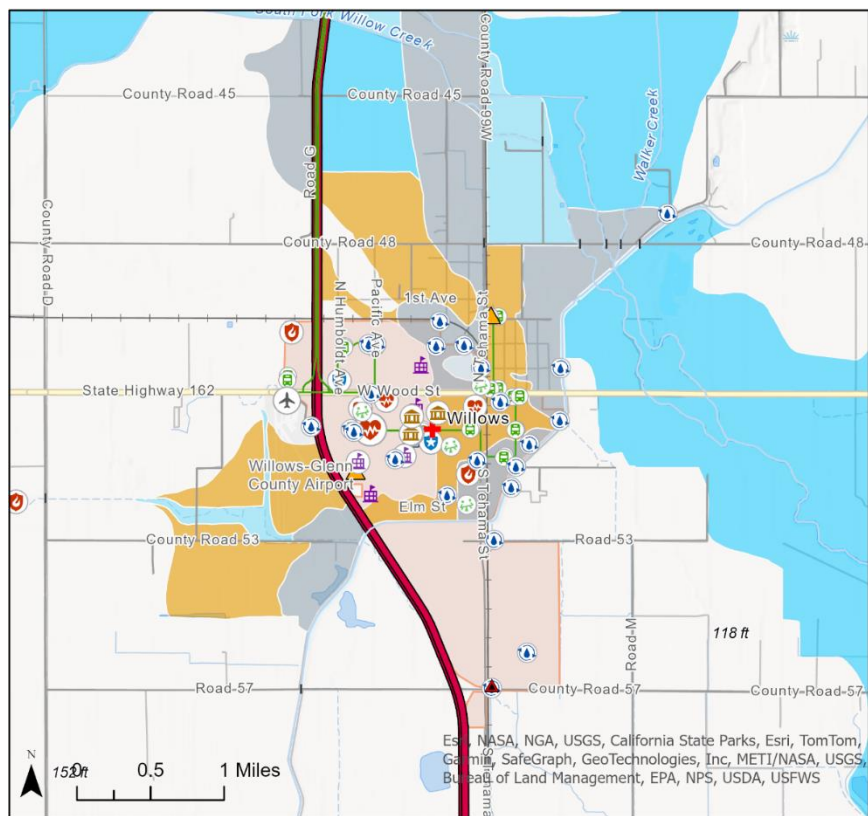 South Fork Willow Creek
County Road 99W
County Road 45
County Road 45
Walker Creek
Road G
County Road D
County Road 48
County Road 48
N Humboldt Ave
Pacific Ave
1st Ave
State Highway 162
W Wood St
Willows
Willows-Glenn
County Airport
Elm St
S Tehama St
County Road 53
Road 53
Road M
118 ft
Road 57
County Road 57
County Road 57
N
152 ft
0
0.5
1 Miles
Esri, NASA, NGA, USGS, California State Parks, Esri, TomTom,
Garmin, SafeGraph, GeoTechnologies, Inc, METI/NASA, USGS,
Bureau of Land Management, EPA, NPS, USDA, USFWS